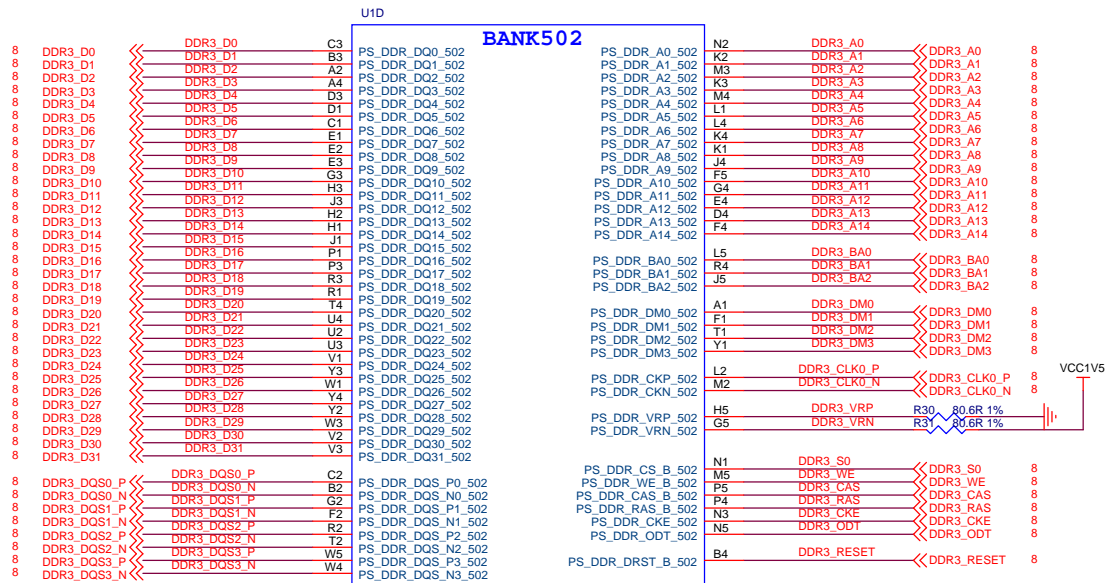 U1D
BANK502
8 DDR3_D0 DDR3_D0 C3 PS_DDR_DQ0_502
8 DDR3_D1 DDR3_D1 B3 PS_DDR_DQ1_502
8 DDR3_D2 DDR3_D2 A2 PS_DDR_DQ2_502
8 DDR3_D3 DDR3_D3 A4 PS_DDR_DQ3_502
8 DDR3_D4 DDR3_D4 D3 PS_DDR_DQ4_502
8 DDR3_D5 DDR3_D5 D1 PS_DDR_DQ5_502
8 DDR3_D6 DDR3_D6 C1 PS_DDR_DQ6_502
8 DDR3_D7 DDR3_D7 E1 PS_DDR_DQ7_502
8 DDR3_D8 DDR3_D8 E2 PS_DDR_DQ8_502
8 DDR3_D9 DDR3_D9 E3 PS_DDR_DQ9_502
8 DDR3_D10 DDR3_D10 G3 PS_DDR_DQ10_502
8 DDR3_D11 DDR3_D11 H3 PS_DDR_DQ11_502
8 DDR3_D12 DDR3_D12 J3 PS_DDR_DQ12_502
8 DDR3_D13 DDR3_D13 H2 PS_DDR_DQ13_502
8 DDR3_D14 DDR3_D14 H1 PS_DDR_DQ14_502
8 DDR3_D15 DDR3_D15 J1 PS_DDR_DQ15_502
8 DDR3_D16 DDR3_D16 P1 PS_DDR_DQ16_502
8 DDR3_D17 DDR3_D17 P3 PS_DDR_DQ17_502
8 DDR3_D18 DDR3_D18 R3 PS_DDR_DQ18_502
8 DDR3_D19 DDR3_D19 R1 PS_DDR_DQ19_502
8 DDR3_D20 DDR3_D20 T4 PS_DDR_DQ20_502
8 DDR3_D21 DDR3_D21 U4 PS_DDR_DQ21_502
8 DDR3_D22 DDR3_D22 U2 PS_DDR_DQ22_502
8 DDR3_D23 DDR3_D23 U3 PS_DDR_DQ23_502
8 DDR3_D24 DDR3_D24 V1 PS_DDR_DQ24_502
8 DDR3_D25 DDR3_D25 Y3 PS_DDR_DQ25_502
8 DDR3_D26 DDR3_D26 W1 PS_DDR_DQ26_502
8 DDR3_D27 DDR3_D27 Y4 PS_DDR_DQ27_502
8 DDR3_D28 DDR3_D28 Y2 PS_DDR_DQ28_502
8 DDR3_D29 DDR3_D29 W3 PS_DDR_DQ29_502
8 DDR3_D30 DDR3_D30 V2 PS_DDR_DQ30_502
8 DDR3_D31 DDR3_D31 V3 PS_DDR_DQ31_502
8 DDR3_DQS0_P DDR3_DQS0_P C2 PS_DDR_DQS_P0_502
8 DDR3_DQS0_N DDR3_DQS0_N B2 PS_DDR_DQS_N0_502
8 DDR3_DQS1_P DDR3_DQS1_P G2 PS_DDR_DQS_P1_502
8 DDR3_DQS1_N DDR3_DQS1_N F2 PS_DDR_DQS_N1_502
8 DDR3_DQS2_P DDR3_DQS2_P R2 PS_DDR_DQS_P2_502
8 DDR3_DQS2_N DDR3_DQS2_N T2 PS_DDR_DQS_N2_502
8 DDR3_DQS3_P DDR3_DQS3_P W5 PS_DDR_DQS_P3_502
8 DDR3_DQS3_N DDR3_DQS3_N W4 PS_DDR_DQS_N3_502
PS_DDR_A0_502 N2 DDR3_A0 DDR3_A0 8
PS_DDR_A1_502 K2 DDR3_A1 DDR3_A1 8
PS_DDR_A2_502 M3 DDR3_A2 DDR3_A2 8
PS_DDR_A3_502 K3 DDR3_A3 DDR3_A3 8
PS_DDR_A4_502 M4 DDR3_A4 DDR3_A4 8
PS_DDR_A5_502 L1 DDR3_A5 DDR3_A5 8
PS_DDR_A6_502 L4 DDR3_A6 DDR3_A6 8
PS_DDR_A7_502 K4 DDR3_A7 DDR3_A7 8
PS_DDR_A8_502 K1 DDR3_A8 DDR3_A8 8
PS_DDR_A9_502 J4 DDR3_A9 DDR3_A9 8
PS_DDR_A10_502 F5 DDR3_A10 DDR3_A10 8
PS_DDR_A11_502 G4 DDR3_A11 DDR3_A11 8
PS_DDR_A12_502 E4 DDR3_A12 DDR3_A12 8
PS_DDR_A13_502 D4 DDR3_A13 DDR3_A13 8
PS_DDR_A14_502 F4 DDR3_A14 DDR3_A14 8
PS_DDR_BA0_502 L5 DDR3_BA0 DDR3_BA0 8
PS_DDR_BA1_502 R4 DDR3_BA1 DDR3_BA1 8
PS_DDR_BA2_502 J5 DDR3_BA2 DDR3_BA2 8
PS_DDR_DM0_502 A1 DDR3_DM0 DDR3_DM0 8
PS_DDR_DM1_502 F1 DDR3_DM1 DDR3_DM1 8
PS_DDR_DM2_502 T1 DDR3_DM2 DDR3_DM2 8
PS_DDR_DM3_502 Y1 DDR3_DM3 DDR3_DM3 8
VCC1V5
PS_DDR_CKP_502 L2 DDR3_CLK0_P DDR3_CLK0_P 8
PS_DDR_CKN_502 M2 DDR3_CLK0_N DDR3_CLK0_N 8
PS_DDR_VRP_502 H5 DDR3_VRP R30 80.6R 1%
PS_DDR_VRN_502 G5 DDR3_VRN R31 80.6R 1%
PS_DDR_CS_B_502 N1 DDR3_S0 DDR3_S0 8
PS_DDR_WE_B_502 M5 DDR3_WE DDR3_WE 8
PS_DDR_CAS_B_502 P5 DDR3_CAS DDR3_CAS 8
PS_DDR_RAS_B_502 P4 DDR3_RAS DDR3_RAS 8
PS_DDR_CKE_502 N3 DDR3_CKE DDR3_CKE 8
PS_DDR_ODT_502 N5 DDR3_ODT DDR3_ODT 8
PS_DDR_DRST_B_502 B4 DDR3_RESET DDR3_RESET 8